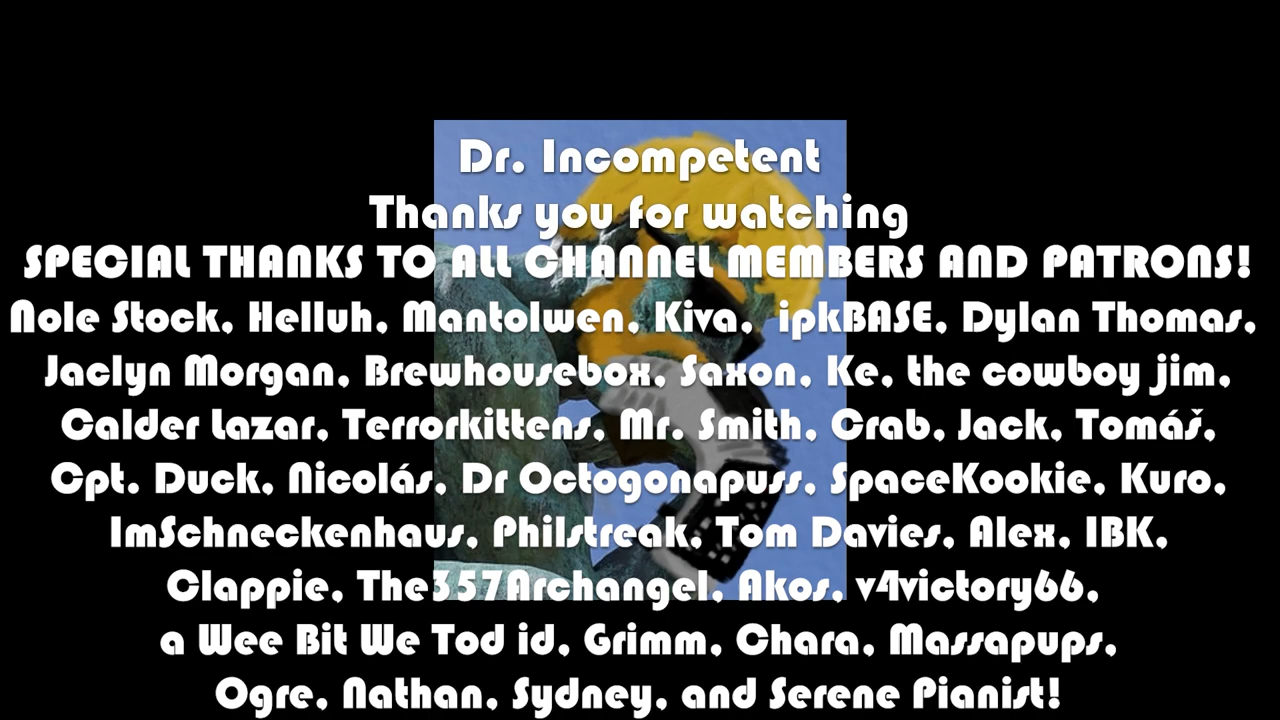 Dr. Incompetent
Thanks you for watching
SPECIAL THANKS TO ALL CHANNEL MEMBERS AND PATRONS!
Nole Stock, Helluh, Mantolwen, Kiva, ipkBASE, Dylan Thomas,
Jaclyn Morgan, Brewhousebox, Saxon, Ke, the cowboy jim,
Calder Lazar, Terrorkittens, Mr. Smith, Crab, Jack, Tomáš,
Cpt. Duck, Nicolás, Dr Octogonapuss, SpaceKookie, Kuro,
ImSchneckenhaus, Philstreak, Tom Davies, Alex, IBK,
Clappie, The357Archangel, Akos, v4victory66,
a Wee Bit We Tod id, Grimm, Chara, Massapups,
Ogre, Nathan, Sydney, and Serene Pianist!